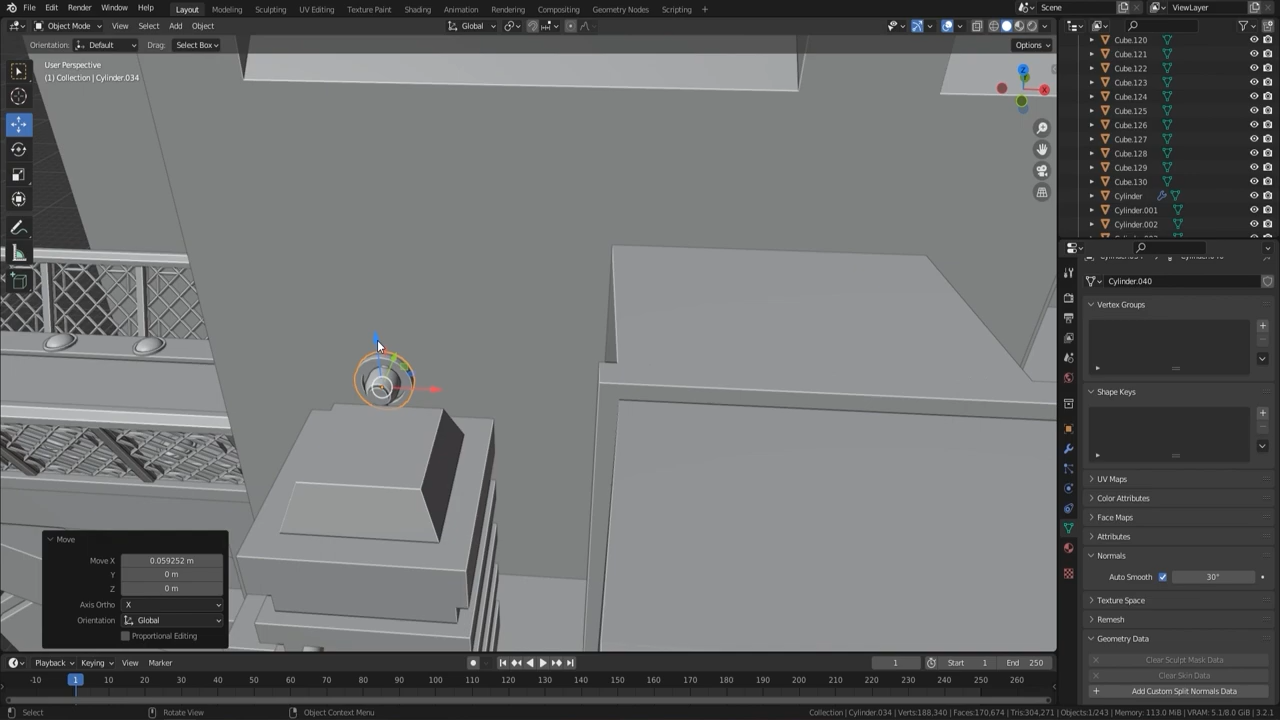 File Edit Render Window Help Layout Modeling Sculpting UV Editing Texture Paint Shading Animation Rendering Compositing Geometry Nodes Scripting + Scene ViewLayer
Object Mode View Select Add Object Global
Orientation: Default Drag: Select Box Options
User Perspective
(1) Collection | Cylinder.034
Z
X
Cube.120
Cube.121
Cube.122
Cube.123
Cube.124
Cube.125
Cube.126
Cube.127
Cube.128
Cube.129
Cube.130
Cylinder
Cylinder.001
Cylinder.002
Cylinder.040
Vertex Groups
Shape Keys
UV Maps
Color Attributes
Face Maps
Attributes
Normals
Auto Smooth 30°
Texture Space
Remesh
Geometry Data
Clear Sculpt Mask Data
Clear Skin Data
Add Custom Split Normals Data
Move
Move X 0.059252 m
Y 0 m
Z 0 m
Axis Ortho X
Orientation Global
Proportional Editing
Playback Keying View Marker 1 Start 1 End 250
-10 1 10 20 30 40 50 60 70 80 90 100 110 120 130 140 150 160 170 180 190 200 210 220 230 240 250 260
Select Rotate View Object Context Menu Collection | Cylinder.034 | Verts:188,340 | Faces:170,674 | Tris:304,271 | Objects:1/243 | Memory: 113.0 MiB | VRAM: 5.1/8.0 GiB | 3.2.1